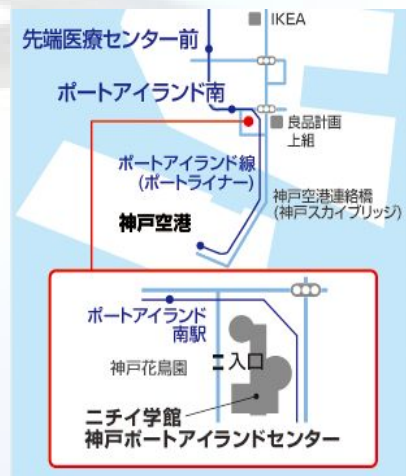 IKEA
先端医療センター前
ポートアイランド南
良品計画
上組
ポートアイランド線
(ポートライナー)
神戸空港連絡橋
(神戸スカイブリッジ)
神戸空港
ポートアイランド
南駅
神戸花鳥園
入口
ニチイ学館
神戸ポートアイランドセンター